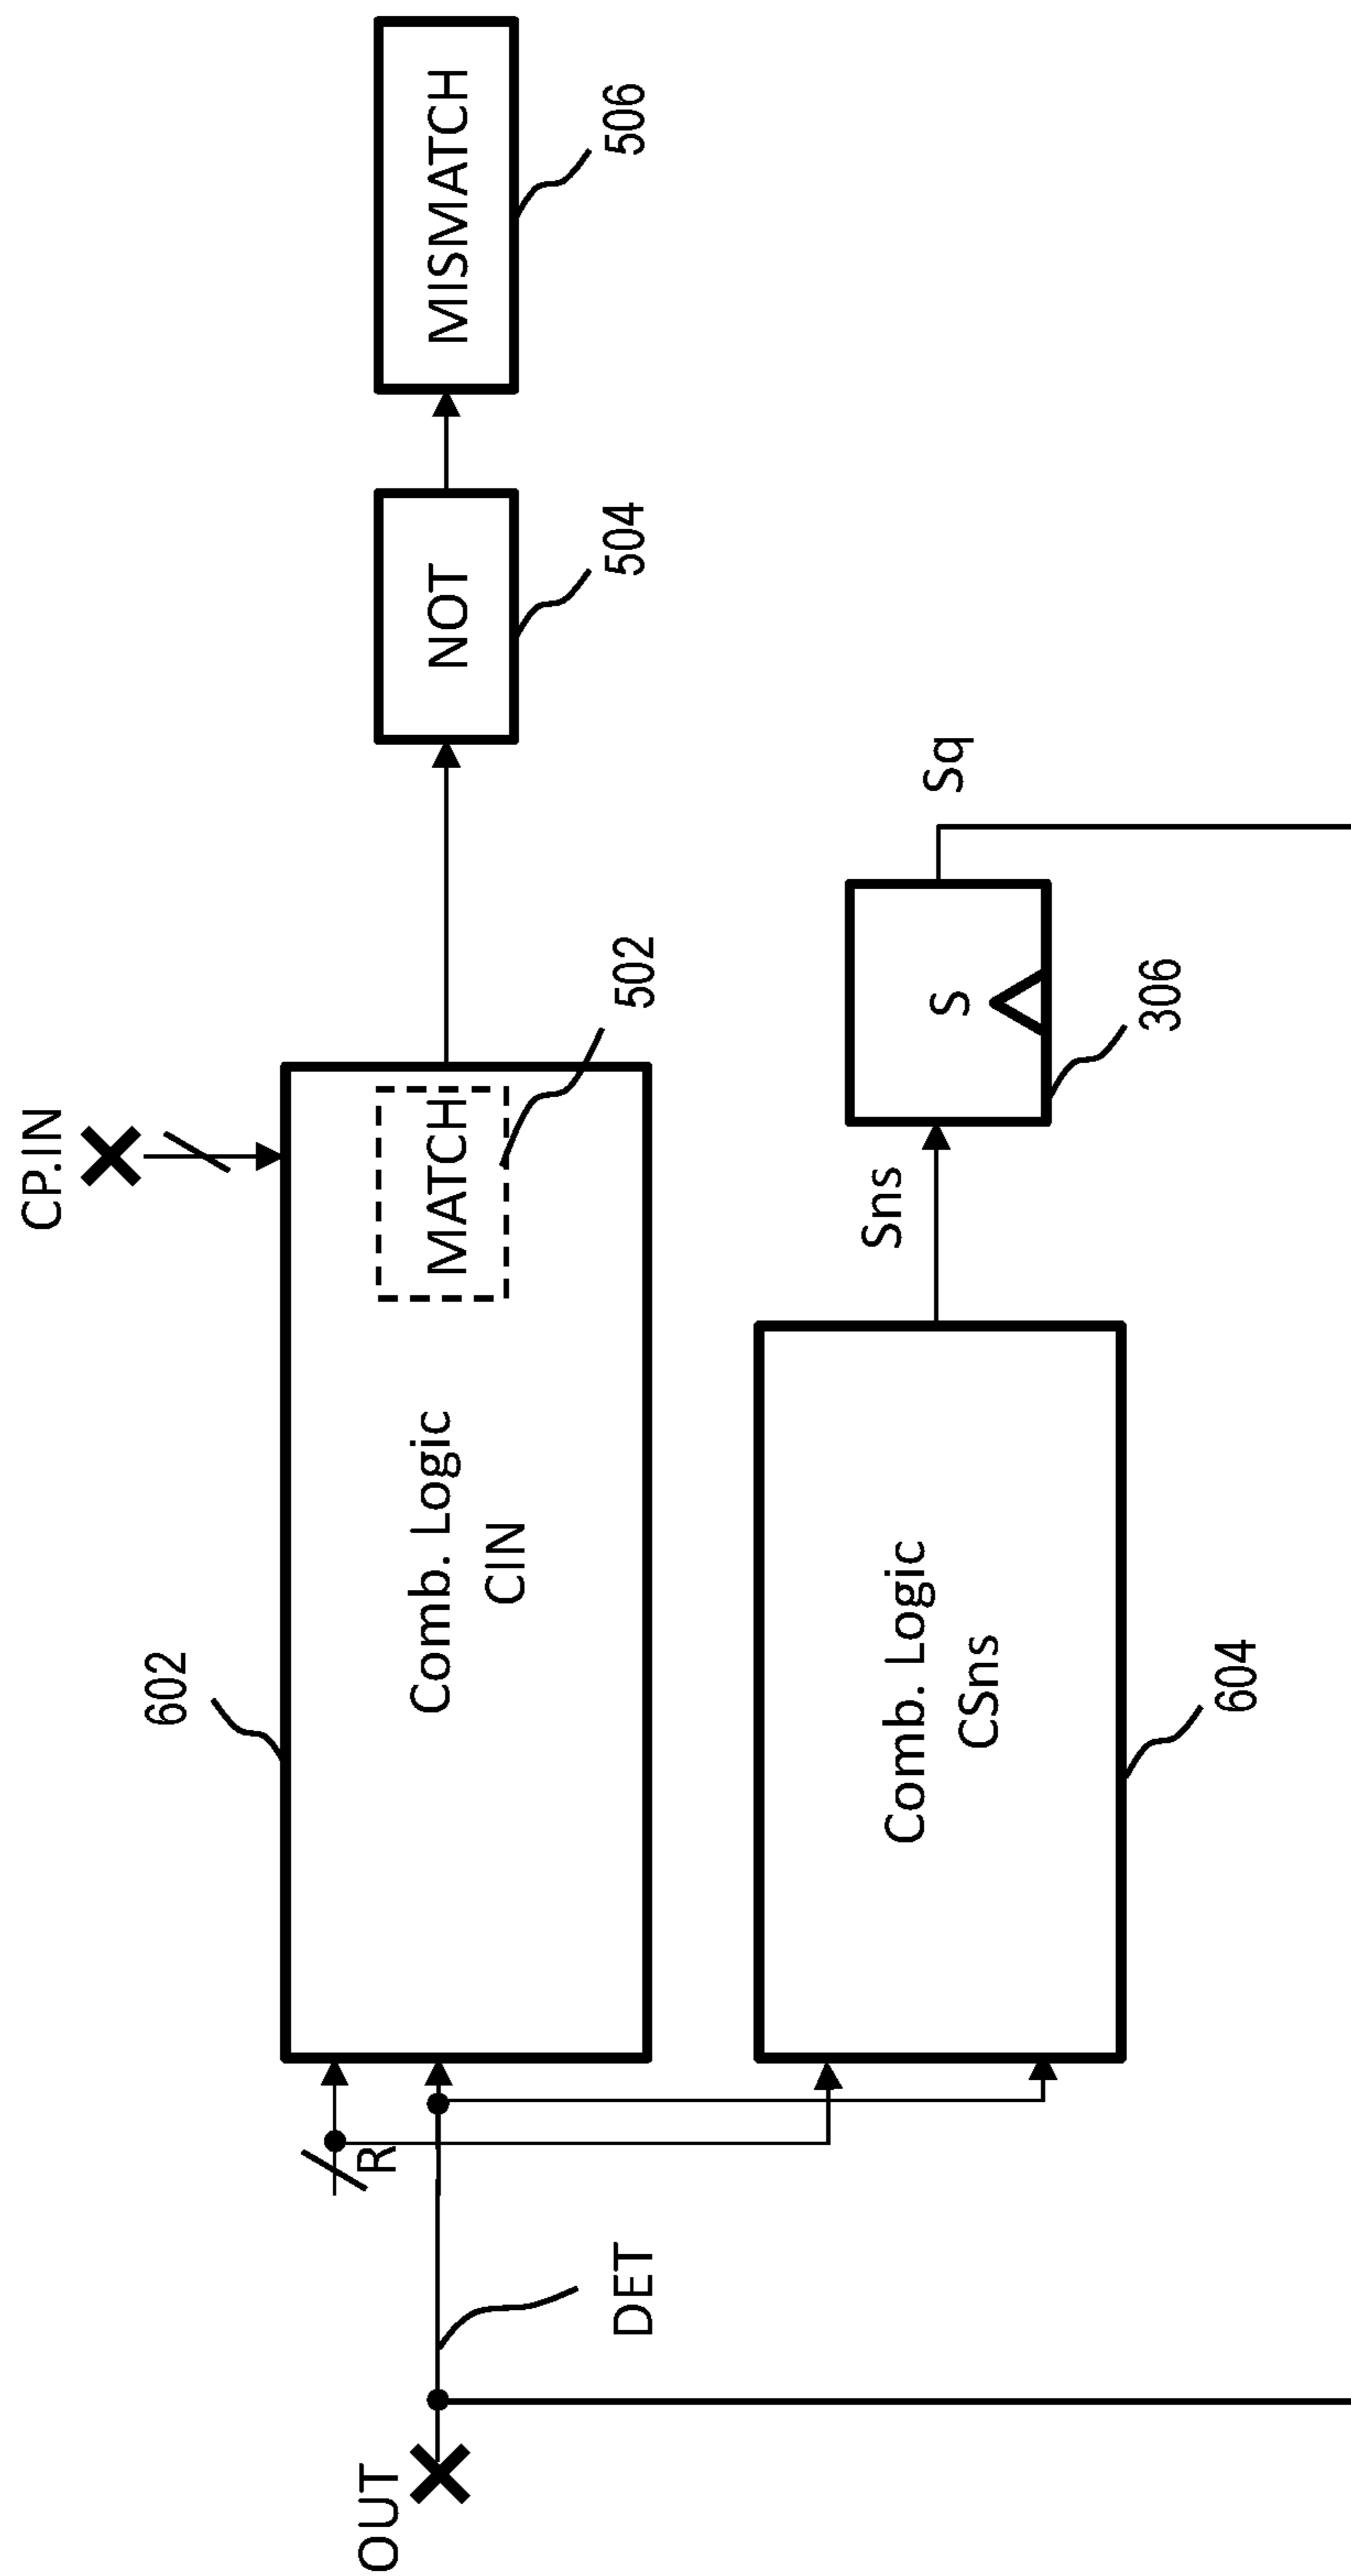 OUT
DET
R
602
Comb. Logic
CIN
CP.IN
MATCH
502
NOT
504
MISMATCH
506
Comb. Logic
CSns
604
Sns
S
306
Sq